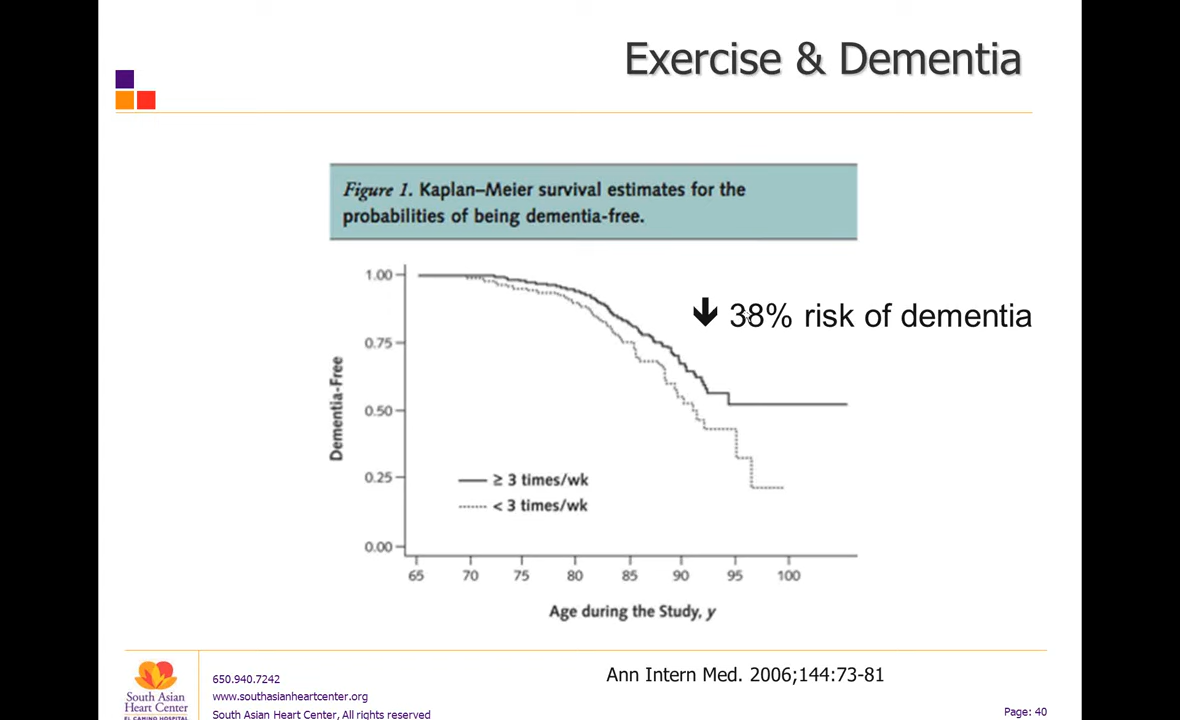 Exercise & Dementia
Figure 1. Kaplan–Meier survival estimates for the
probabilities of being dementia-free.
1.00
0.75
0.50
0.25
0.00
Dementia-Free
🡇 38% risk of dementia
≥ 3 times/wk
< 3 times/wk
65 70 75 80 85 90 95 100
Age during the Study, y
Ann Intern Med. 2006;144:73-81
South Asian
Heart Center
EL CAMINO HOSPITAL
650.940.7242
www.southasianheartcenter.org
South Asian Heart Center, All rights reserved
Page: 40